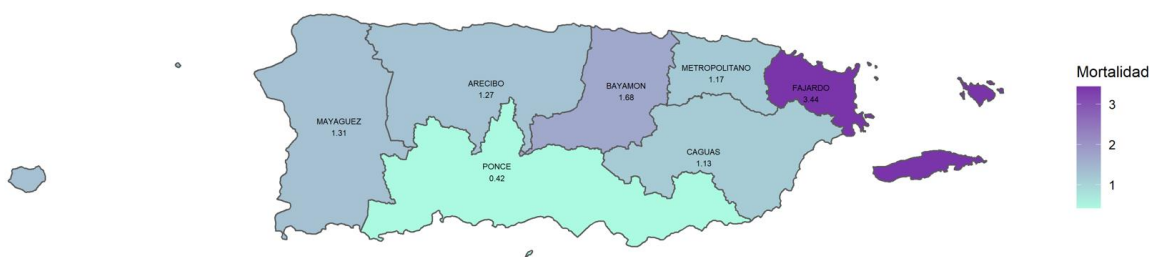 METROPOLITANO
1.17
ARECIBO
1.27
BAYAMON
1.68
FAJARDO
3.44
MAYAGUEZ
1.31
CAGUAS
1.13
PONCE
0.42
Mortalidad
3
2
1